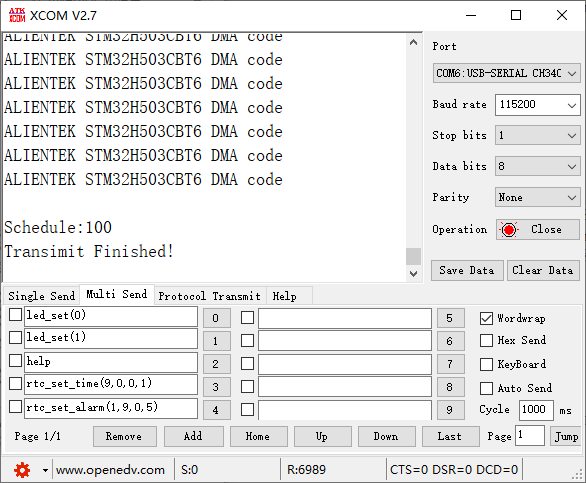 ATK XCOM XCOM V2.7
ALIENTEK STM32H503CBT6 DMA code
ALIENTEK STM32H503CBT6 DMA code
ALIENTEK STM32H503CBT6 DMA code
ALIENTEK STM32H503CBT6 DMA code
ALIENTEK STM32H503CBT6 DMA code
ALIENTEK STM32H503CBT6 DMA code
ALIENTEK STM32H503CBT6 DMA code
Schedule:100
Transimit Finished!
Port
COM6:USB-SERIAL CH340
Baud rate 115200
Stop bits 1
Data bits 8
Parity None
Operation Close
Save Data Clear Data
Single Send Multi Send Protocol Transmit Help
led_set(0) 0 5 Wordwrap
led_set(1) 1 6 Hex Send
help 2 7 KeyBoard
rtc_set_time(9,0,0,1) 3 8 Auto Send
rtc_set_alarm(1,9,0,5) 4 9 Cycle 1000 ms
Page 1/1 Remove Add Home Up Down Last Page 1 Jump
www.openedv.com S:0 R:6989 CTS=0 DSR=0 DCD=0